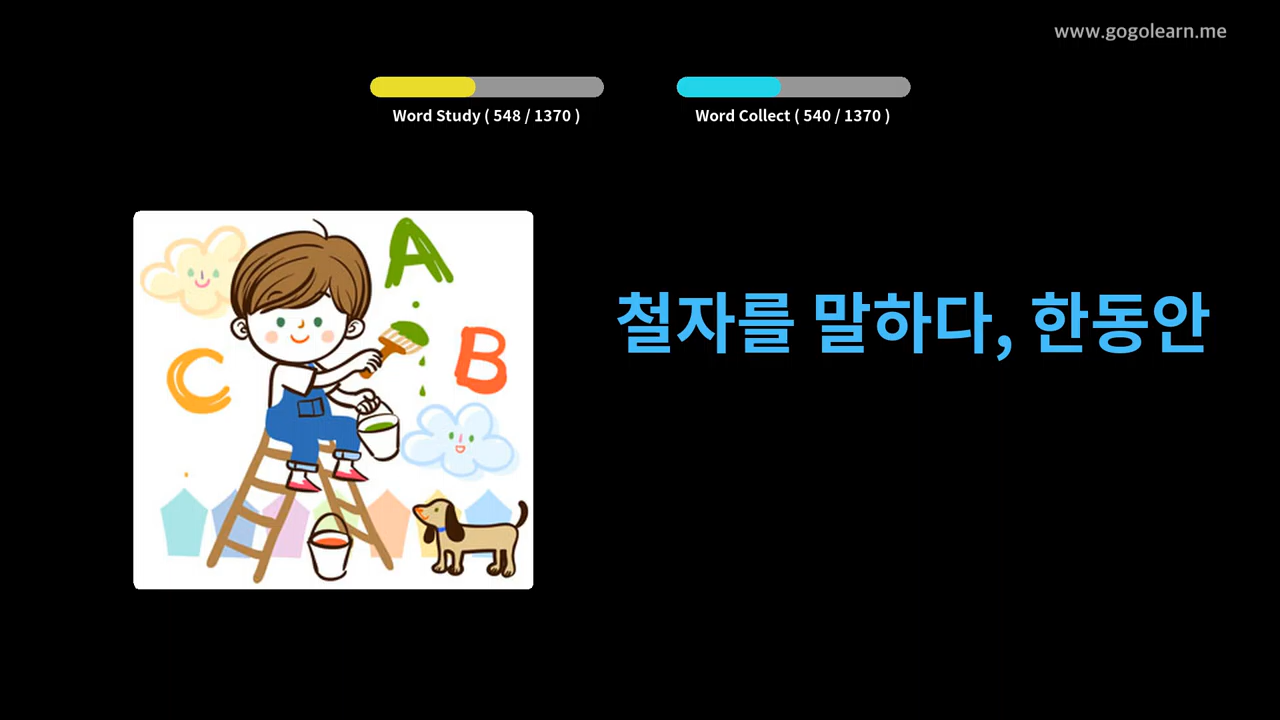 www.gogolearn.me
Word Study ( 548 / 1370 )
Word Collect ( 540 / 1370 )
A
B
C
철자를 말하다, 한동안